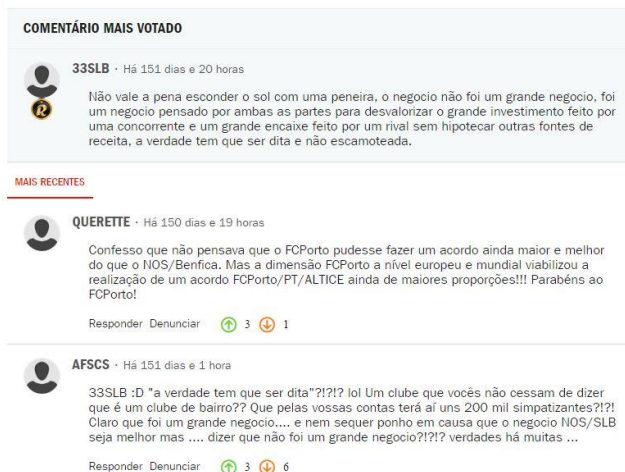 COMENTÁRIO MAIS VOTADO
33SLB · Há 151 dias e 20 horas
Não vale a pena esconder o sol com uma peneira, o negocio não foi um grande negocio, foi
um negocio pensado por ambas as partes para desvalorizar o grande investimento feito por
uma concorrente e um grande encaixe feito por um rival sem hipotecar outras fontes de
receita, a verdade tem que ser dita e não escamoteada.
R
MAIS RECENTES
QUERETTE · Há 150 dias e 19 horas
Confesso que não pensava que o FCPorto pudesse fazer um acordo ainda maior e melhor
do que o NOS/Benfica. Mas a dimensão FCPorto a nível europeu e mundial viabilizou a
realização de um acordo FCPorto/PT/ALTICE ainda de maiores proporções!!! Parabéns ao
FCPorto!
Responder Denunciar 3 1
AFSCS · Há 151 dias e 1 hora
33SLB :D "a verdade tem que ser dita"?!?!? lol Um clube que vocês não cessam de dizer
que é um clube de bairro?? Que pelas vossas contas terá aí uns 200 mil simpatizantes?!?!
Claro que foi um grande negocio.... e nem sequer ponho em causa que o negocio NOS/SLB
seja melhor mas .... dizer que não foi um grande negocio?!?!? verdades há muitas ...
Responder Denunciar 3 6